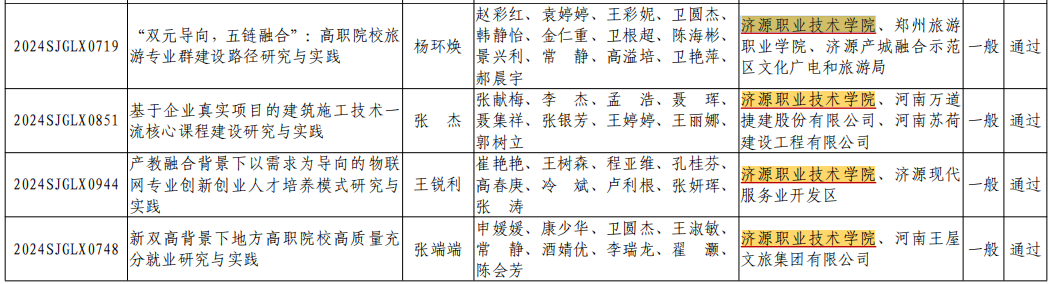 2024SJGLX0719
“双元导向，五链融合”：高职院校旅
游专业群建设路径研究与实践
杨环焕
赵彩红、袁婷婷、王彩妮、卫圆杰、
韩静怡、金仁重、卫根超、陈海彬、
景兴利、常　静、高溢培、卫艳萍、
郝晨宇
济源职业技术学院、郑州旅游
职业学院、济源产城融合示范
区文化广电和旅游局
一般
通过
2024SJGLX0851
基于企业真实项目的建筑施工技术一
流核心课程建设研究与实践
张　杰
张献梅、李　杰、孟　浩、聂　珲、
聂集祥、张银芳、王婷婷、王丽娜、
郭树立
济源职业技术学院、河南万道
捷建股份有限公司、河南苏荷
建设工程有限公司
一般
通过
2024SJGLX0944
产教融合背景下以需求为导向的物联
网专业创新创业人才培养模式研究与
实践
王锐利
崔艳艳、王树森、程亚维、孔桂芬、
高春庚、冷　斌、卢利根、张妍珲、
张　涛
济源职业技术学院、济源现代
服务业开发区
一般
通过
2024SJGLX0748
新双高背景下地方高职院校高质量充
分就业研究与实践
张端端
申媛媛、康少华、卫圆杰、王淑敏、
常　静、酒婧优、李瑞龙、翟　灏、
陈会芳
济源职业技术学院、河南王屋
文旅集团有限公司
一般
通过